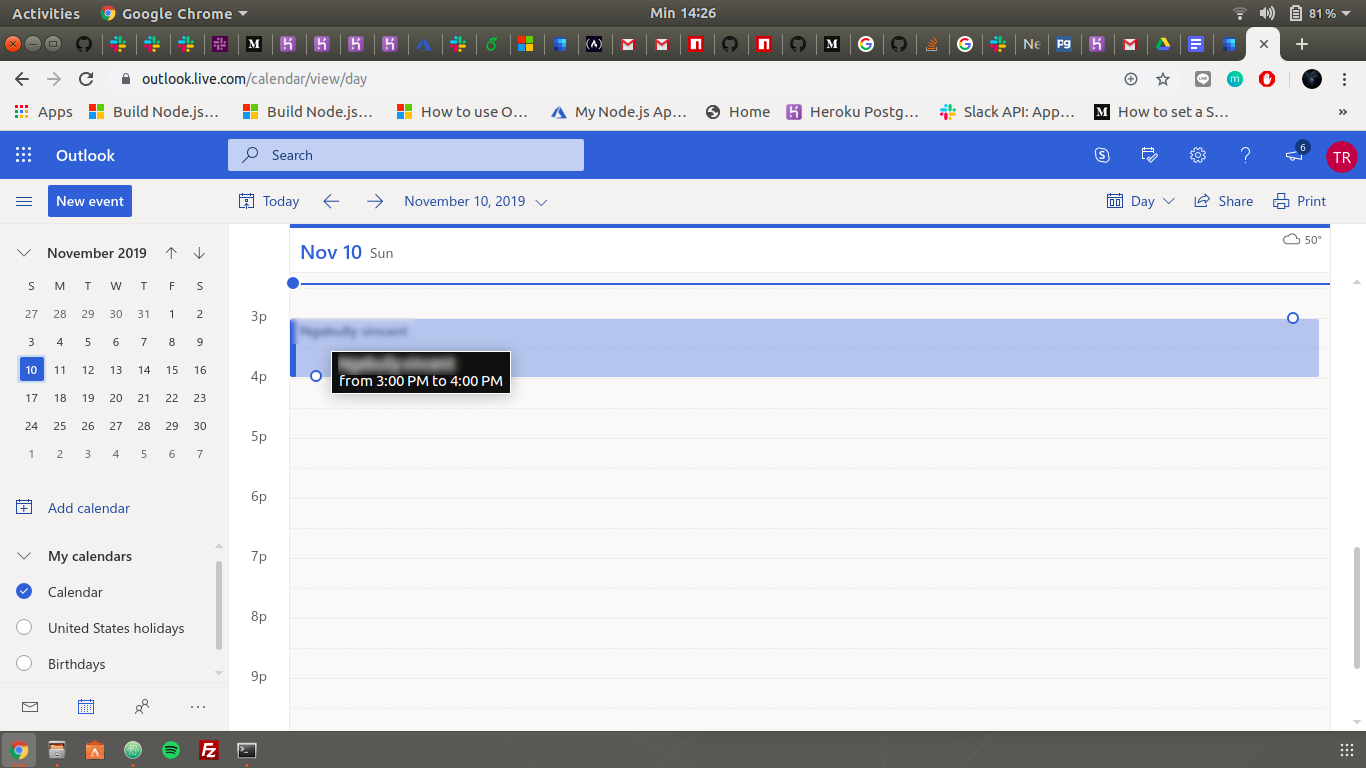 Activities Google Chrome Min 14:26 81%
Ne
outlook.live.com/calendar/view/day
Apps Build Node.js… Build Node.js… How to use O… My Node.js Ap… Home Heroku Postg… Slack API: App… How to set a S… »
Outlook Search 6 TR
New event Today November 10, 2019 Day Share Print
November 2019
S M T W T F S
27 28 29 30 31 1 2
3 4 5 6 7 8 9
10 11 12 13 14 15 16
17 18 19 20 21 22 23
24 25 26 27 28 29 30
1 2 3 4 5 6 7
Add calendar
My calendars
Calendar
United States holidays
Birthdays
Nov 10 Sun 50°
3p
from 3:00 PM to 4:00 PM
4p
5p
6p
7p
8p
9p